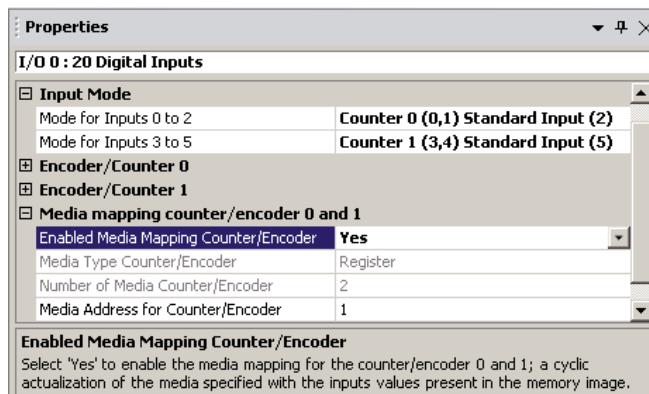 Properties
I/O 0 : 20 Digital Inputs
Input Mode
Mode for Inputs 0 to 2 Counter 0 (0,1) Standard Input (2)
Mode for Inputs 3 to 5 Counter 1 (3,4) Standard Input (5)
Encoder/Counter 0
Encoder/Counter 1
Media mapping counter/encoder 0 and 1
Enabled Media Mapping Counter/Encoder Yes
Media Type Counter/Encoder Register
Number of Media Counter/Encoder 2
Media Address for Counter/Encoder 1
Enabled Media Mapping Counter/Encoder
Select 'Yes' to enable the media mapping for the counter/encoder 0 and 1; a cyclic
actualization of the media specified with the inputs values present in the memory image.